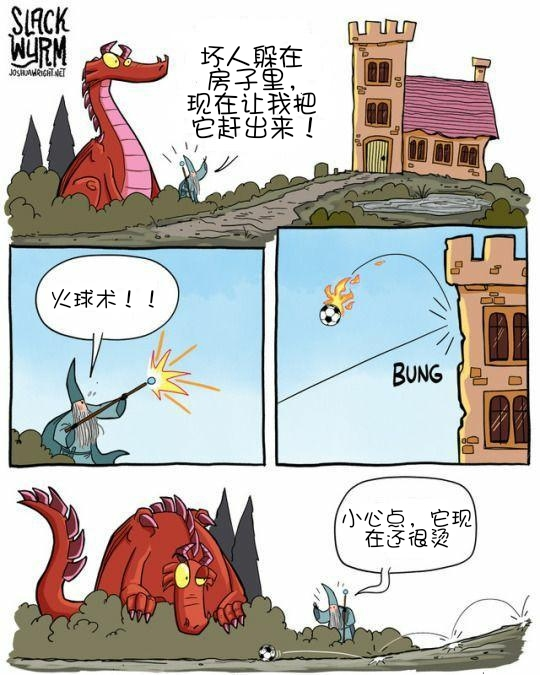 SLACK
WYRM
JOSHUAWRIGHT.NET
坏人躲在
房子里，
现在让我把
它赶出来！
火球术！！
BUNG
小心点，它现
在还很烫